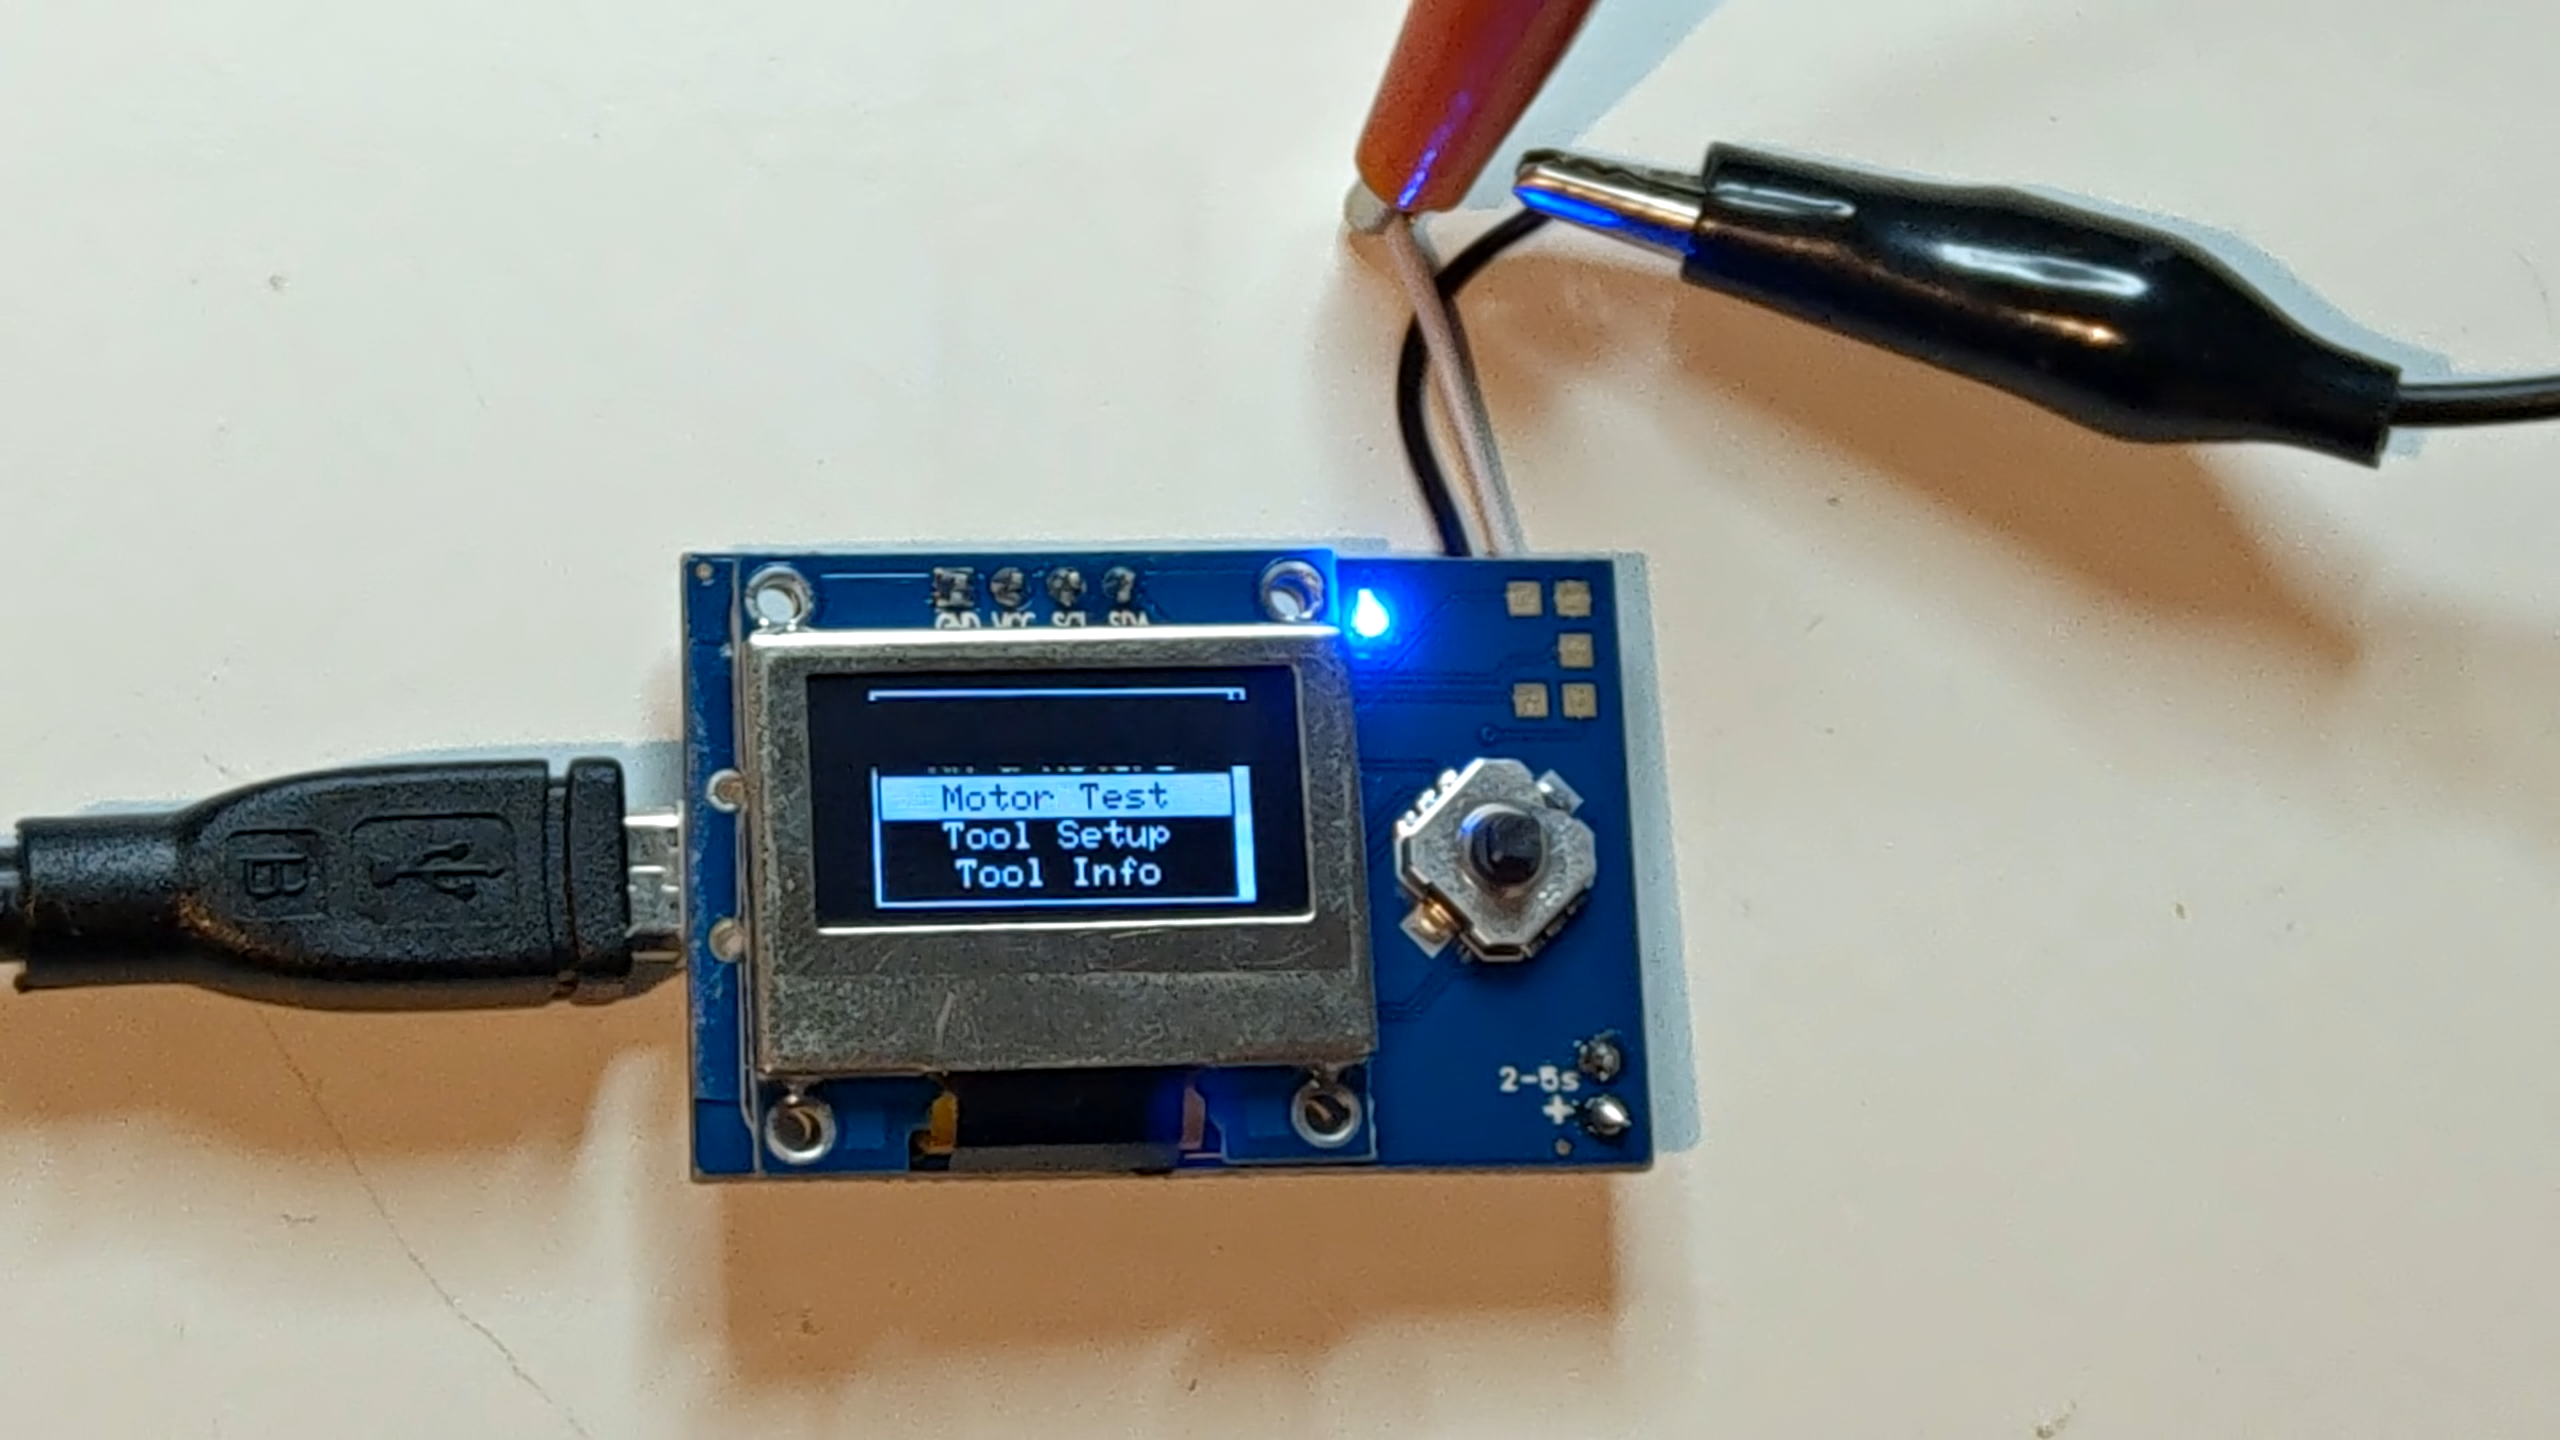 GND VCC SCL SDA
Motor Test
Tool Setup
Tool Info
2-5s
+
B